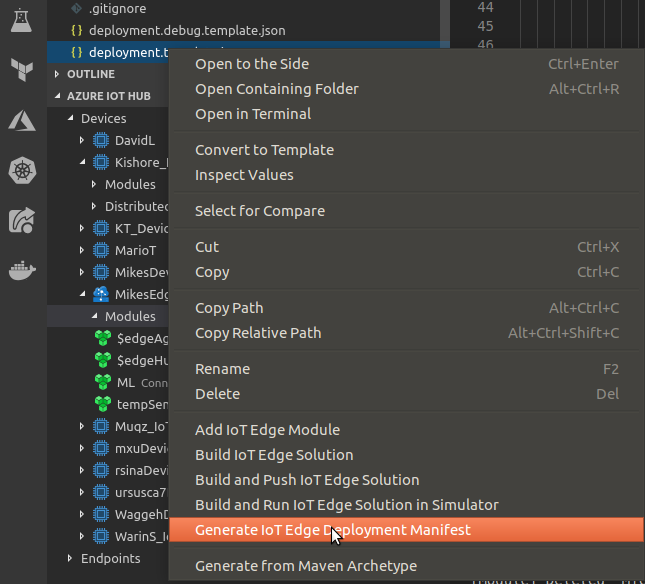 .gitignore
44
{} deployment.debug.template.json
45
{} deployment.t
46
OUTLINE
AZURE IOT HUB
Devices
DavidL
Kishore_
Modules
Distributed
KT_Devic
MarioT
MikesDev
MikesEdg
Modules
$edgeAg
$edgeHu
ML Conn
tempSen
Muqz_IoT
mxuDevi
rsinaDevi
ursusca7
WaggehD
WarinS_I
Endpoints
Open to the Side Ctrl+Enter
Open Containing Folder Alt+Ctrl+R
Open in Terminal
Convert to Template
Inspect Values
Select for Compare
Cut Ctrl+X
Copy Ctrl+C
Copy Path Alt+Ctrl+C
Copy Relative Path Alt+Ctrl+Shift+C
Rename F2
Delete Del
Add IoT Edge Module
Build IoT Edge Solution
Build and Push IoT Edge Solution
Build and Run IoT Edge Solution in Simulator
Generate IoT Edge Deployment Manifest
Generate from Maven Archetype